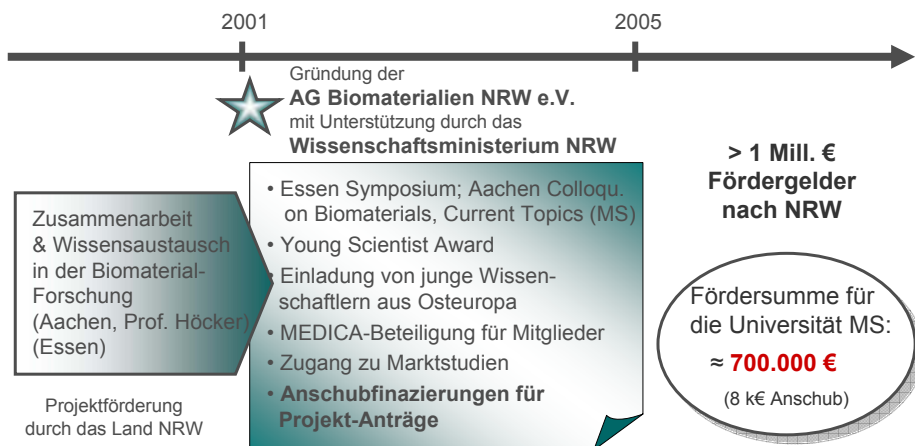 2001
2005
Gründung der
AG Biomaterialien NRW e.V.
mit Unterstützung durch das
Wissenschaftsministerium NRW
Zusammenarbeit
& Wissensaustausch
in der Biomaterial-
Forschung
(Aachen, Prof. Höcker)
(Essen)
Projektförderung
durch das Land NRW
• Essen Symposium; Aachen Colloqu.
on Biomaterials, Current Topics (MS)
• Young Scientist Award
• Einladung von junge Wissen-
schaftlern aus Osteuropa
• MEDICA-Beteiligung für Mitglieder
• Zugang zu Marktstudien
• Anschubfinazierungen für
Projekt-Anträge
> 1 Mill. €
Fördergelder
nach NRW
Fördersumme für
die Universität MS:
≈ 700.000 €
(8 k€ Anschub)